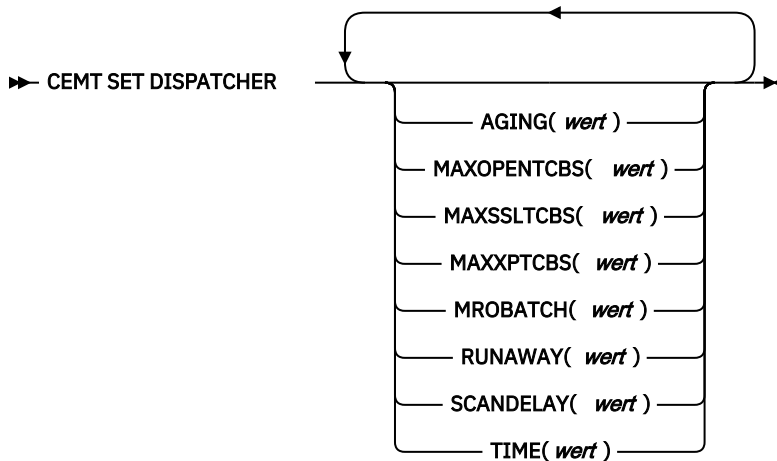 CEMT SET DISPATCHER
AGING( wert )
MAXOPENTCBS( wert )
MAXSSLTCBS( wert )
MAXXPTCBS( wert )
MROBATCH( wert )
RUNAWAY( wert )
SCANDELAY( wert )
TIME( wert )